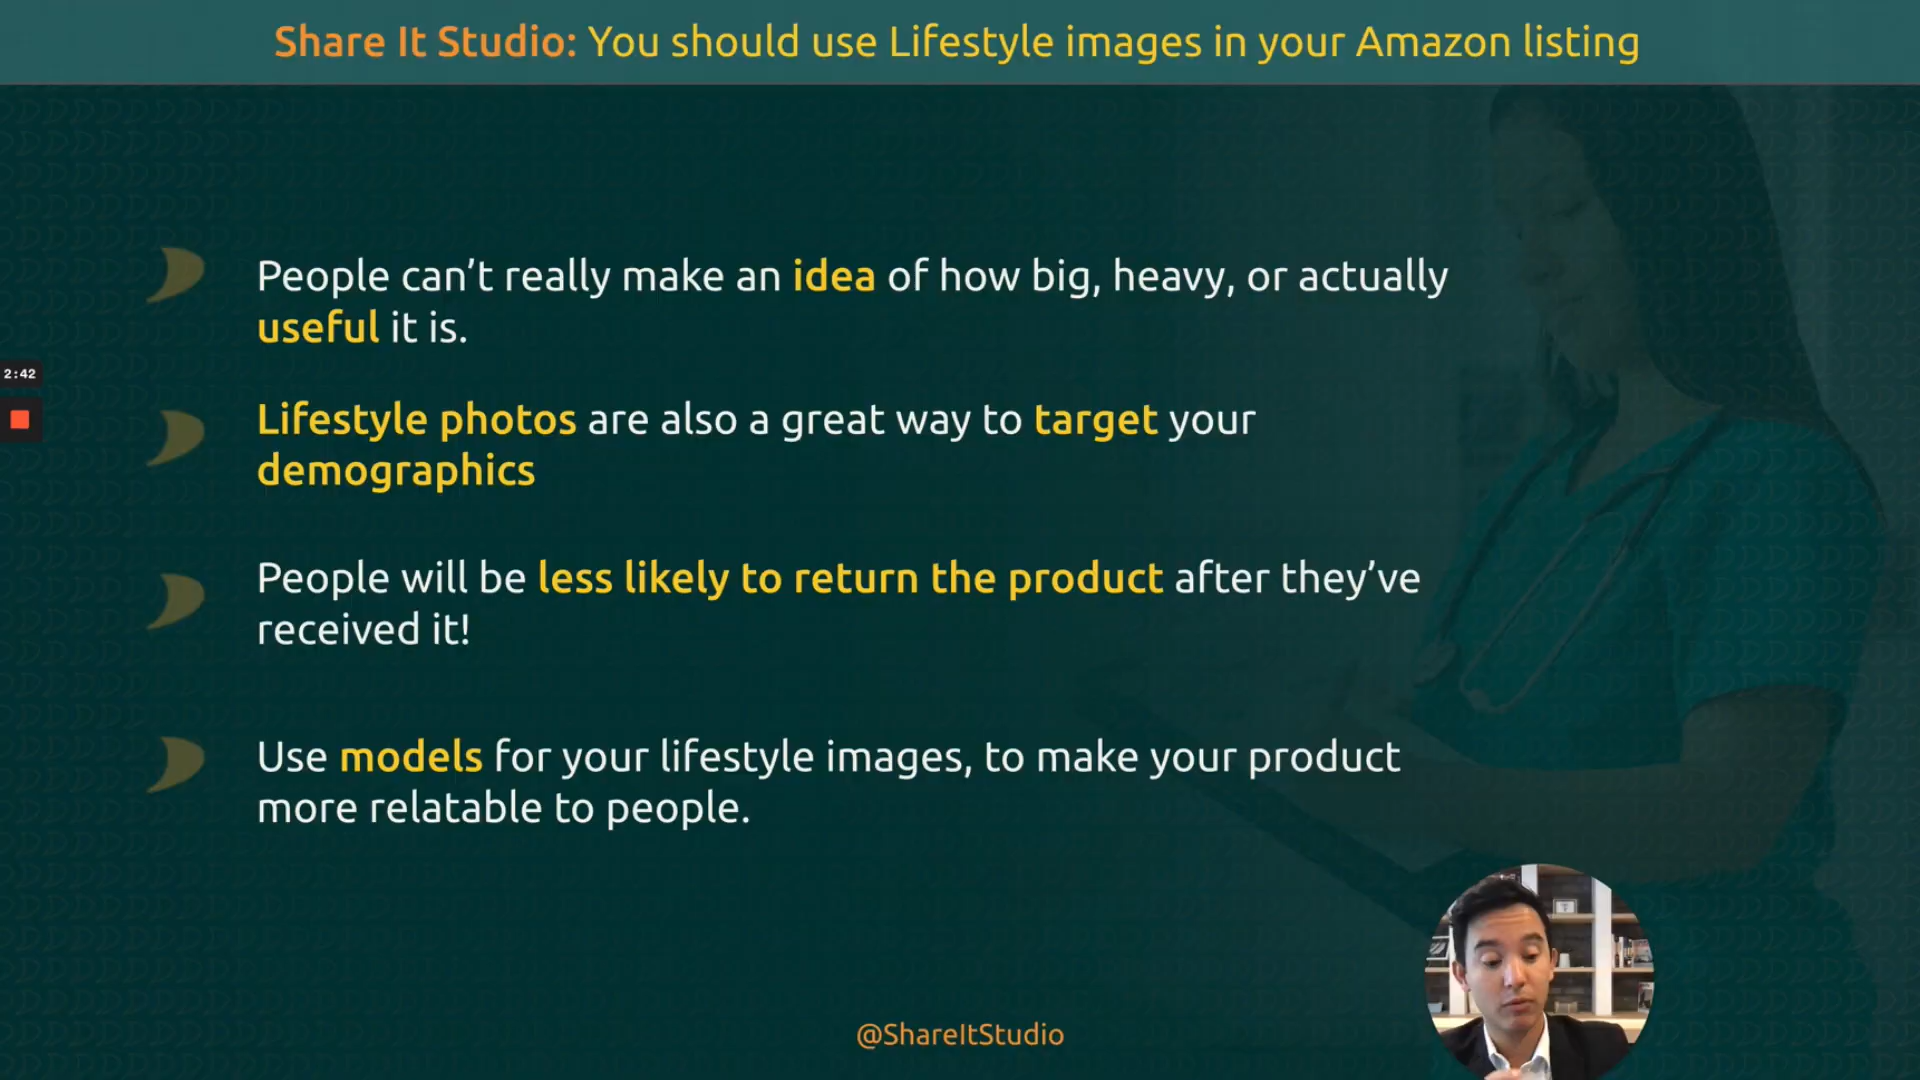 Share It Studio: You should use Lifestyle images in your Amazon listing
People can’t really make an idea of how big, heavy, or actually
useful it is.
2:42
Lifestyle photos are also a great way to target your
demographics
People will be less likely to return the product after they’ve
received it!
Use models for your lifestyle images, to make your product
more relatable to people.
@ShareItStudio